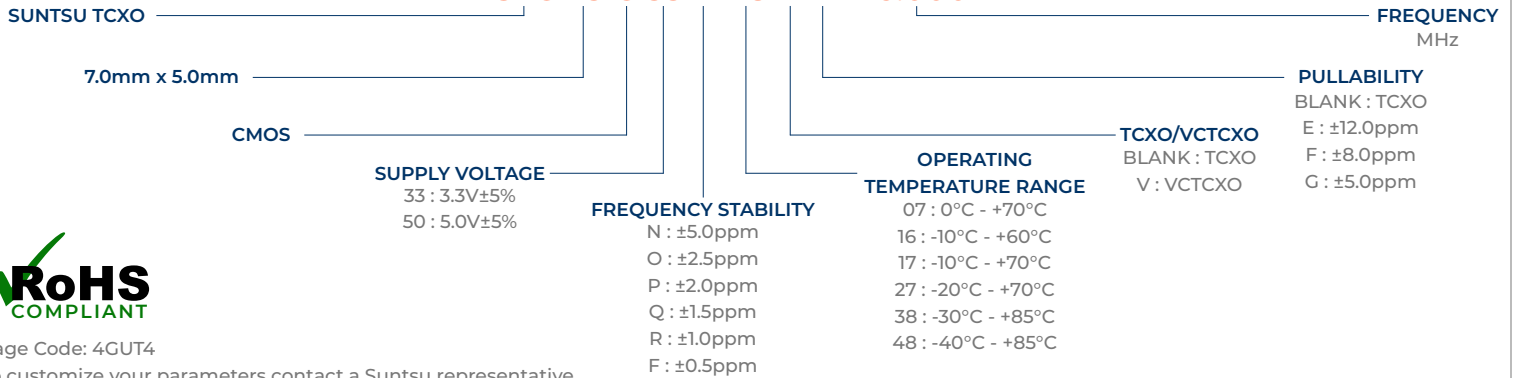 SUNTSU TCXO
FREQUENCY
MHz
7.0mm x 5.0mm
PULLABILITY
BLANK : TCXO
E : ±12.0ppm
F : ±8.0ppm
G : ±5.0ppm
CMOS
TCXO/VCTCXO
BLANK : TCXO
V : VCTCXO
SUPPLY VOLTAGE
33 : 3.3V±5%
50 : 5.0V±5%
OPERATING
TEMPERATURE RANGE
07 : 0°C - +70°C
16 : -10°C - +60°C
17 : -10°C - +70°C
27 : -20°C - +70°C
38 : -30°C - +85°C
48 : -40°C - +85°C
FREQUENCY STABILITY
N : ±5.0ppm
O : ±2.5ppm
P : ±2.0ppm
Q : ±1.5ppm
R : ±1.0ppm
F : ±0.5ppm
RoHS
COMPLIANT
age Code: 4GUT4
customize your parameters contact a Suntsu representative